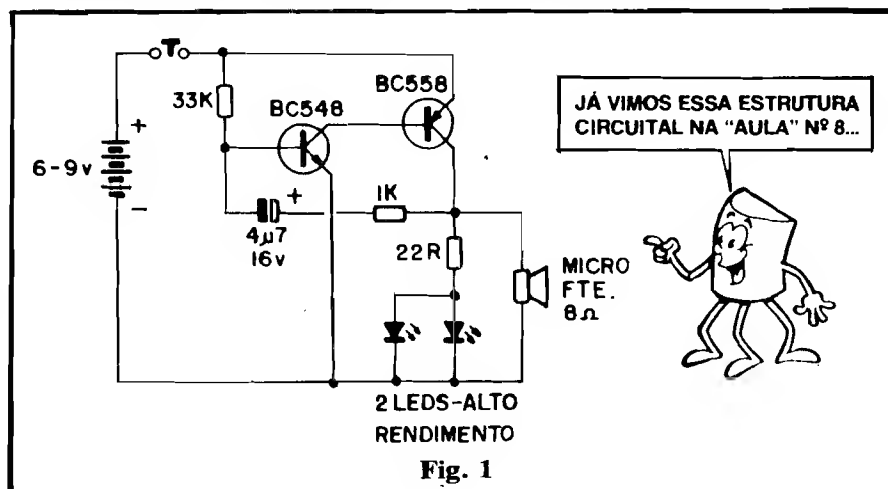 33K
BC548
BC558
+
6-9v
-
+
4µ7
16v
1K
22R
MICRO
FTE.
8Ω
2 LEDS-ALTO
RENDIMENTO
JÁ VIMOS ESSA ESTRUTURA
CIRCUITAL NA "AULA" Nº 8...
Fig. 1